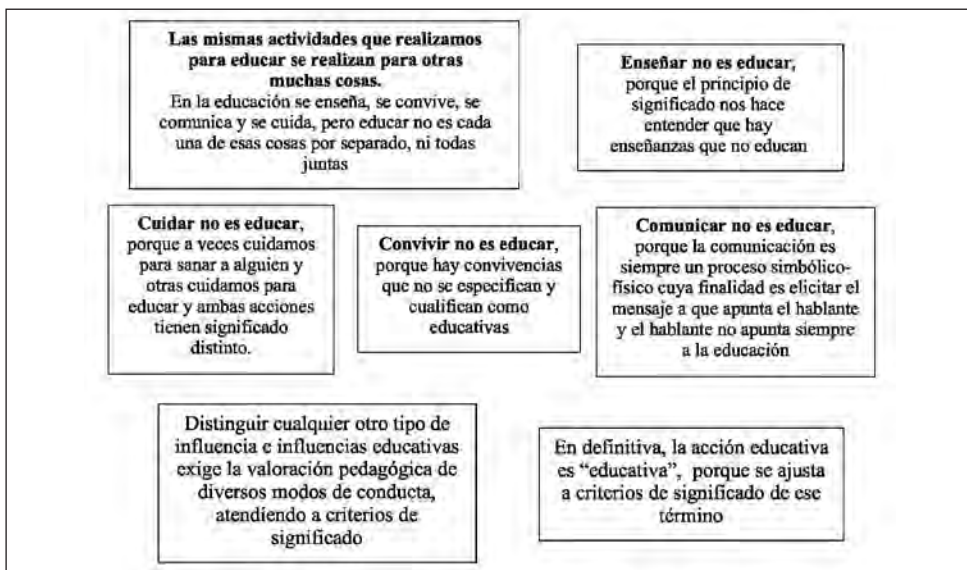 Las mismas actividades que realizamos
para educar se realizan para otras
muchas cosas.
En la educación se enseña, se convive, se
comunica y se cuida, pero educar no es cada
una de esas cosas por separado, ni todas
juntas
Enseñar no es educar,
porque el principio de
significado nos hace
entender que hay
enseñanzas que no educan
Cuidar no es educar,
porque a veces cuidamos
para sanar a alguien y
otras cuidamos para
educar y ambas acciones
tienen significado
distinto.
Convivir no es educar,
porque hay convivencias
que no se especifican y
cualifican como
educativas
Comunicar no es educar,
porque la comunicación es
siempre un proceso simbólico-
físico cuya finalidad es elicitar el
mensaje a que apunta el hablante
y el hablante no apunta siempre
a la educación
Distinguir cualquier otro tipo de
influencia e influencias educativas
exige la valoración pedagógica de
diversos modos de conducta,
atendiendo a criterios de
significado
En definitiva, la acción educativa
es “educativa”, porque se ajusta
a criterios de significado de ese
término